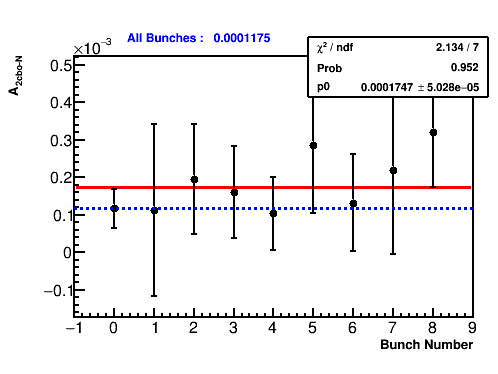 All Bunches : 0.0001175
×10⁻³
χ² / ndf 2.134 / 7
Prob 0.952
p0 0.0001747 ± 5.028e−05
A2cbo-N
0.5
0.4
0.3
0.2
0.1
0
−0.1
−1 0 1 2 3 4 5 6 7 8 9
Bunch Number